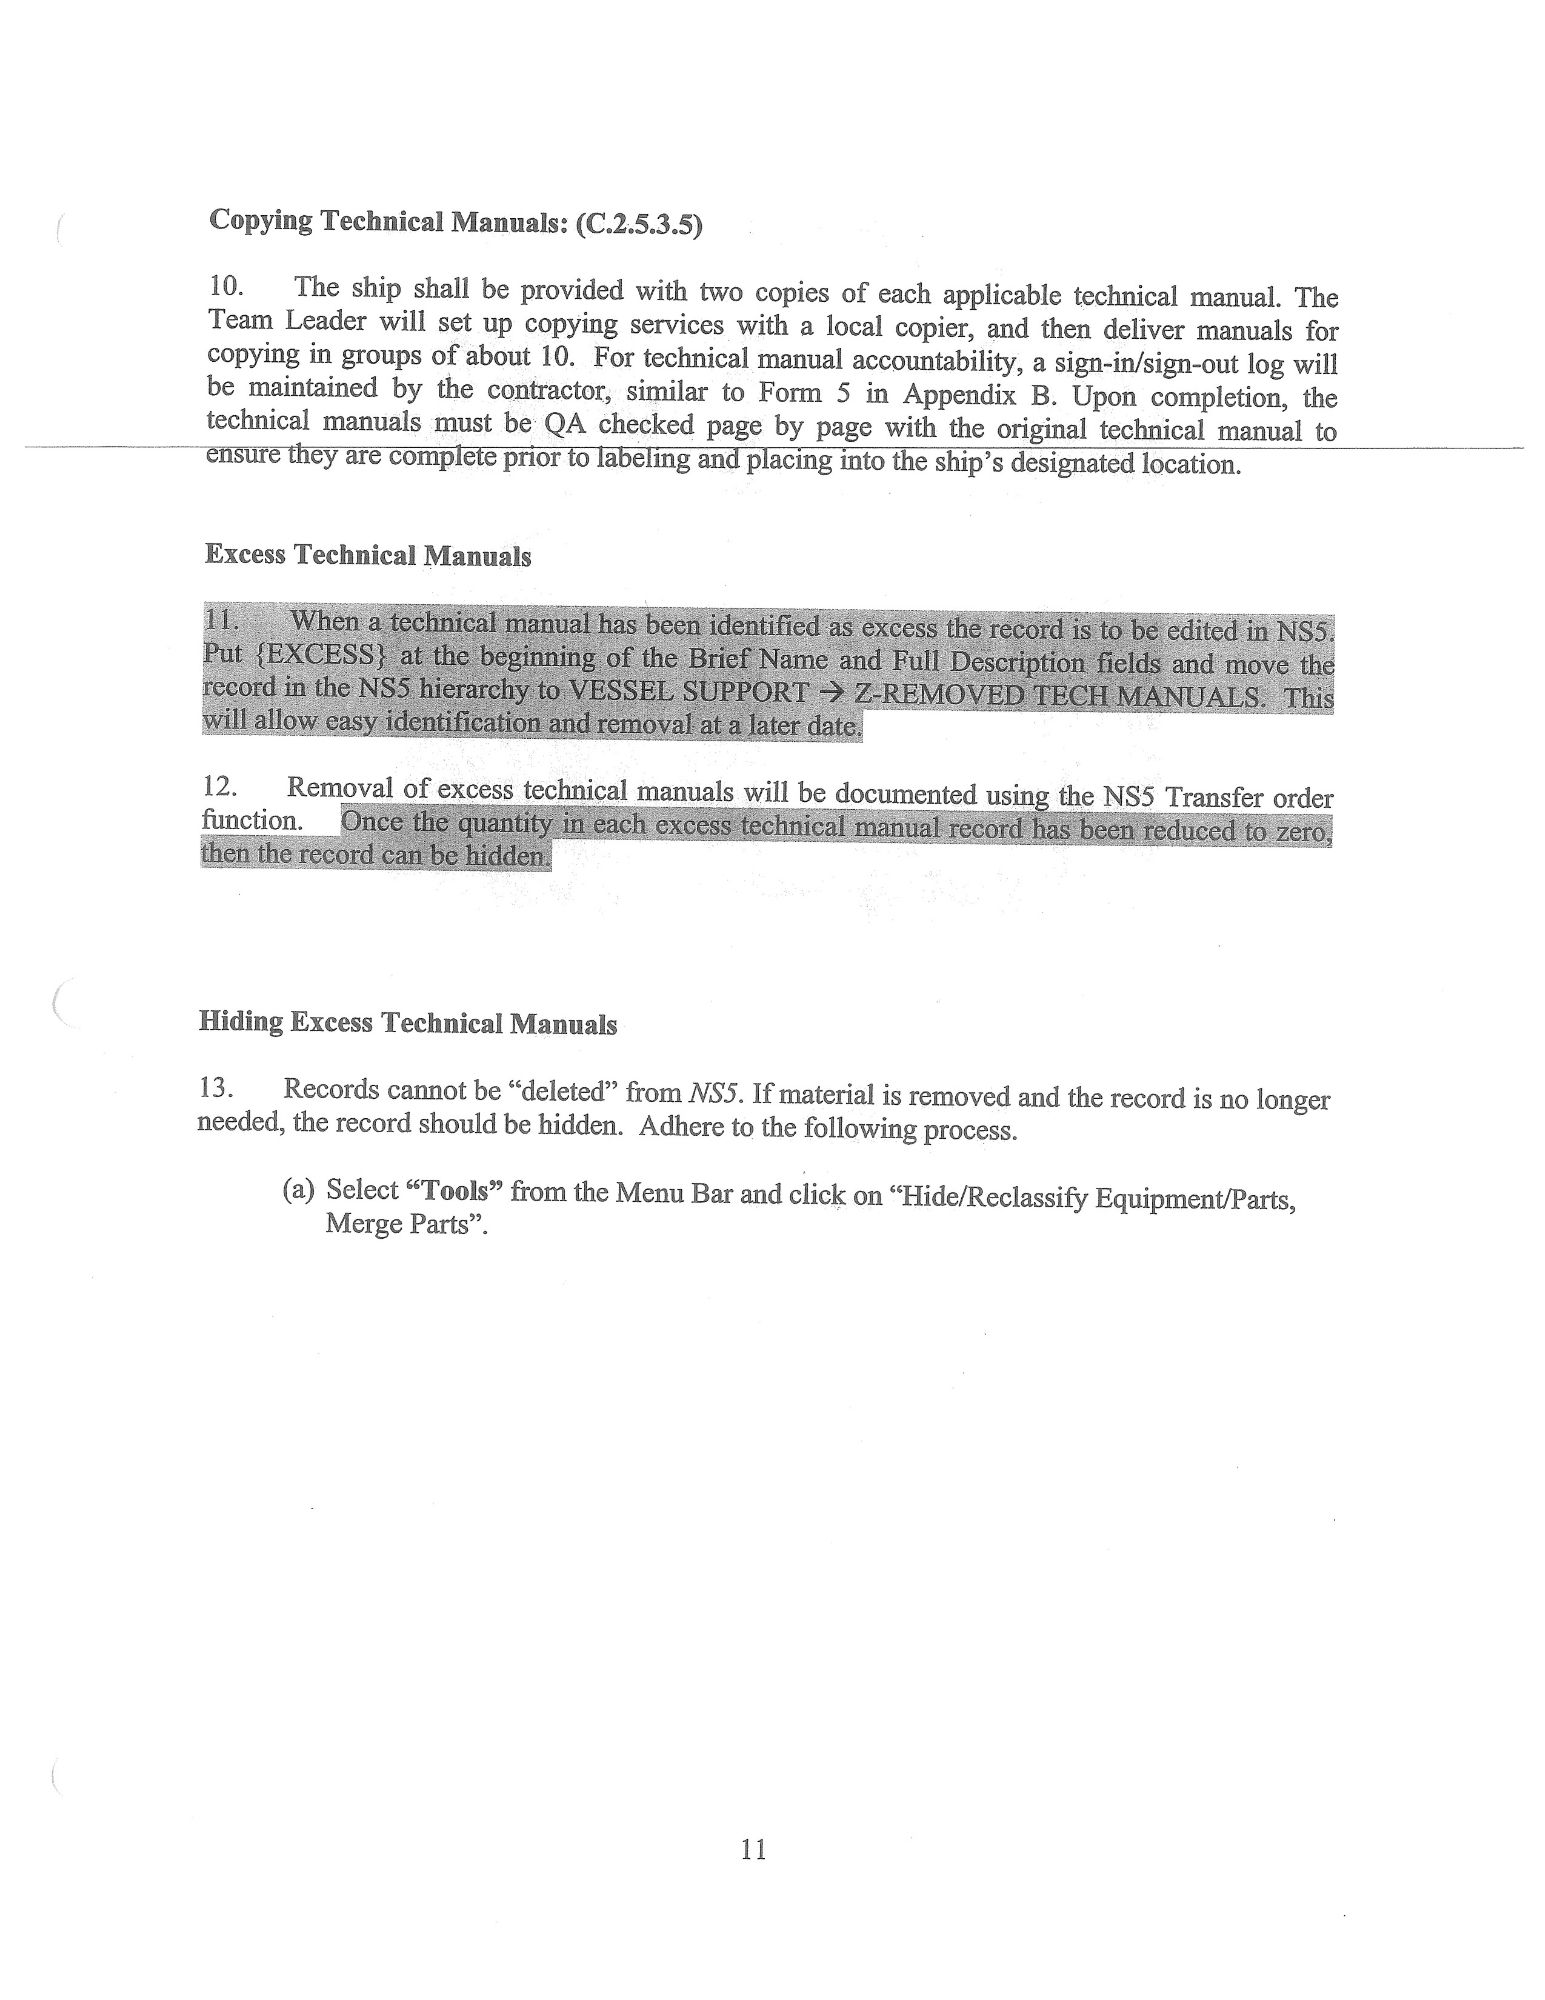 Copying Technical Manuals: (C.2.5.3.5)
10. The ship shall be provided with two copies of each applicable technical manual. The
Team Leader will set up copying services with a local copier, and then deliver manuals for
copying in groups of about 10. For technical manual accountability, a sign-in/sign-out log will
be maintained by the contractor, similar to Form 5 in Appendix B. Upon completion, the
technical manuals must be QA checked page by page with the original technical manual to
ensure they are complete prior to labeling and placing into the ship's designated location.
Excess Technical Manuals
11. When a technical manual has been identified as excess the record is to be edited in NS5.
Put {EXCESS} at the beginning of the Brief Name and Full Description fields and move the
record in the NS5 hierarchy to VESSEL SUPPORT → Z-REMOVED TECH MANUALS. This
will allow easy identification and removal at a later date.
12. Removal of excess technical manuals will be documented using the NS5 Transfer order
function. Once the quantity in each excess technical manual record has been reduced to zero,
then the record can be hidden.
Hiding Excess Technical Manuals
13. Records cannot be “deleted” from NS5. If material is removed and the record is no longer
needed, the record should be hidden. Adhere to the following process.
(a) Select “Tools” from the Menu Bar and click on “Hide/Reclassify Equipment/Parts,
Merge Parts”.
11